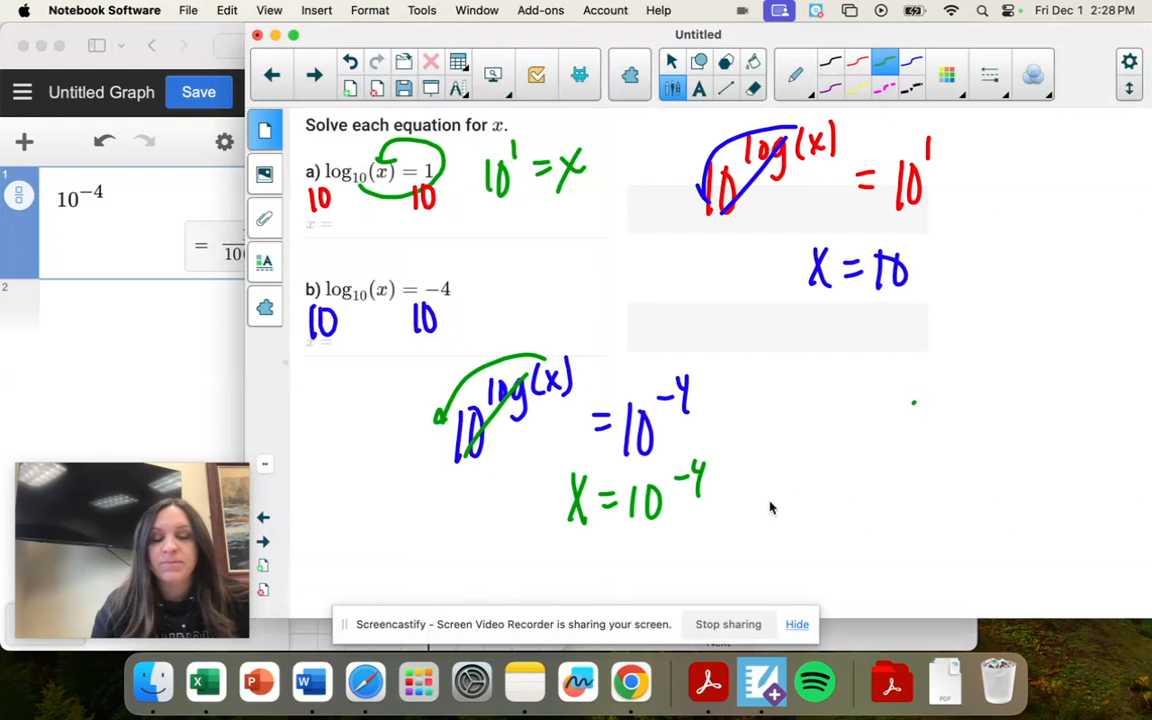 Notebook Software File Edit View Insert Format Tools Window Add-ons Account Help Fri Dec 1 2:28 PM
Untitled
Untitled Graph Save
1
10⁻⁴
=
10
2
Solve each equation for x.
a) log₁₀(x) = 1
10 10
10¹ = x
x =
10^log(x) = 10¹
x = 10
b) log₁₀(x) = −4
10 10
x =
10^log(x) = 10⁻⁴
x = 10⁻⁴
Screencastify - Screen Video Recorder is sharing your screen. Stop sharing Hide